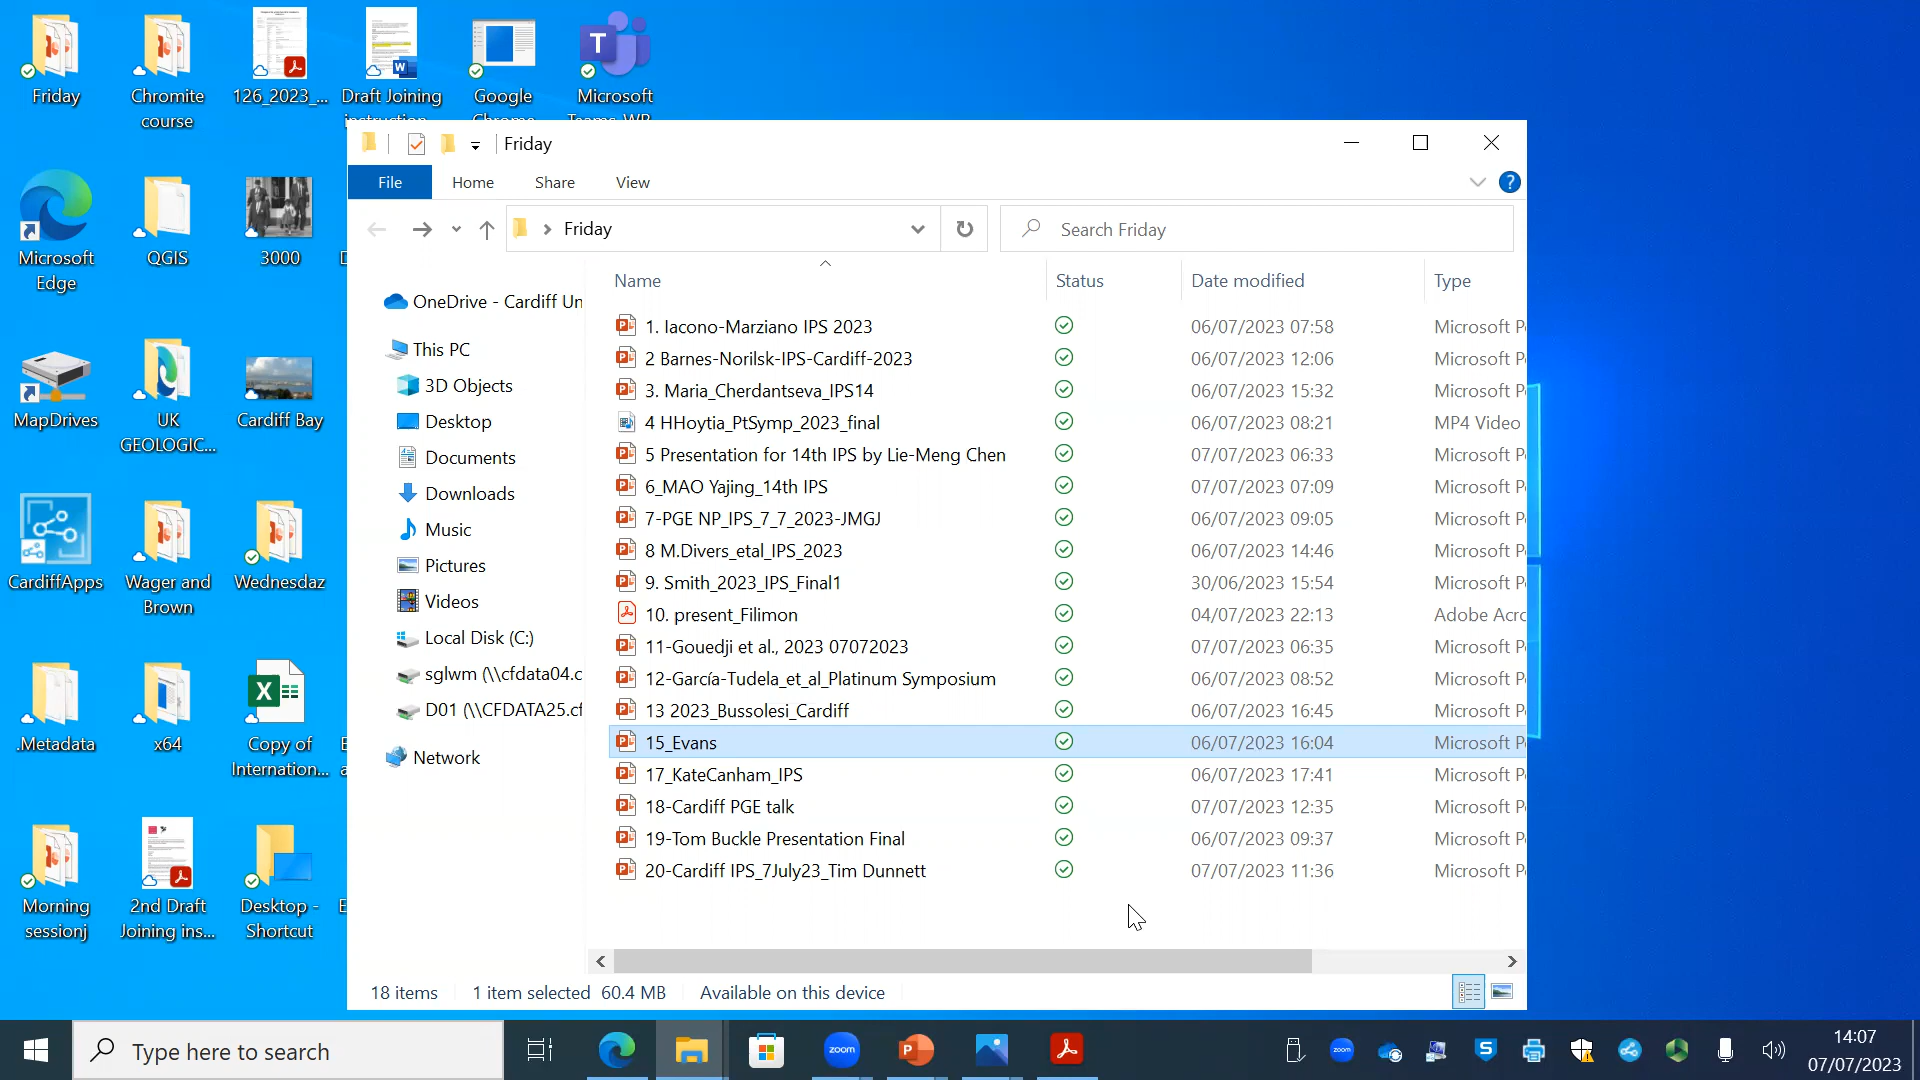 Friday
Chromite
course
126_2023_...
Draft Joining
Google
Microsoft
Friday
File
Home
Share
View
?
Friday
Search Friday
Microsoft
Edge
QGIS
3000
MapDrives
UK
GEOLOGIC...
Cardiff Bay
CardiffApps
Wager and
Brown
Wednesdaz
.Metadata
x64
Copy of
Internation...
Morning
sessionj
2nd Draft
Joining ins...
Desktop -
Shortcut
OneDrive - Cardiff Un
This PC
3D Objects
Desktop
Documents
Downloads
Music
Pictures
Videos
Local Disk (C:)
sglwm (\\cfdata04.c
D01 (\\CFDATA25.cf
Network
Name Status Date modified Type
1. Iacono-Marziano IPS 2023 06/07/2023 07:58 Microsoft P
2 Barnes-Norilsk-IPS-Cardiff-2023 06/07/2023 12:06 Microsoft P
3. Maria_Cherdantseva_IPS14 06/07/2023 15:32 Microsoft P
4 HHoytia_PtSymp_2023_final 06/07/2023 08:21 MP4 Video
5 Presentation for 14th IPS by Lie-Meng Chen 07/07/2023 06:33 Microsoft P
6_MAO Yajing_14th IPS 07/07/2023 07:09 Microsoft P
7-PGE NP_IPS_7_7_2023-JMGJ 06/07/2023 09:05 Microsoft P
8 M.Divers_etal_IPS_2023 06/07/2023 14:46 Microsoft P
9. Smith_2023_IPS_Final1 30/06/2023 15:54 Microsoft P
10. present_Filimon 04/07/2023 22:13 Adobe Acro
11-Gouedji et al., 2023 07072023 07/07/2023 06:35 Microsoft P
12-García-Tudela_et_al_Platinum Symposium 06/07/2023 08:52 Microsoft P
13 2023_Bussolesi_Cardiff 06/07/2023 16:45 Microsoft P
15_Evans 06/07/2023 16:04 Microsoft P
17_KateCanham_IPS 06/07/2023 17:41 Microsoft P
18-Cardiff PGE talk 07/07/2023 12:35 Microsoft P
19-Tom Buckle Presentation Final 06/07/2023 09:37 Microsoft P
20-Cardiff IPS_7July23_Tim Dunnett 07/07/2023 11:36 Microsoft P
18 items 1 item selected 60.4 MB Available on this device
Type here to search
zoom
14:07
07/07/2023